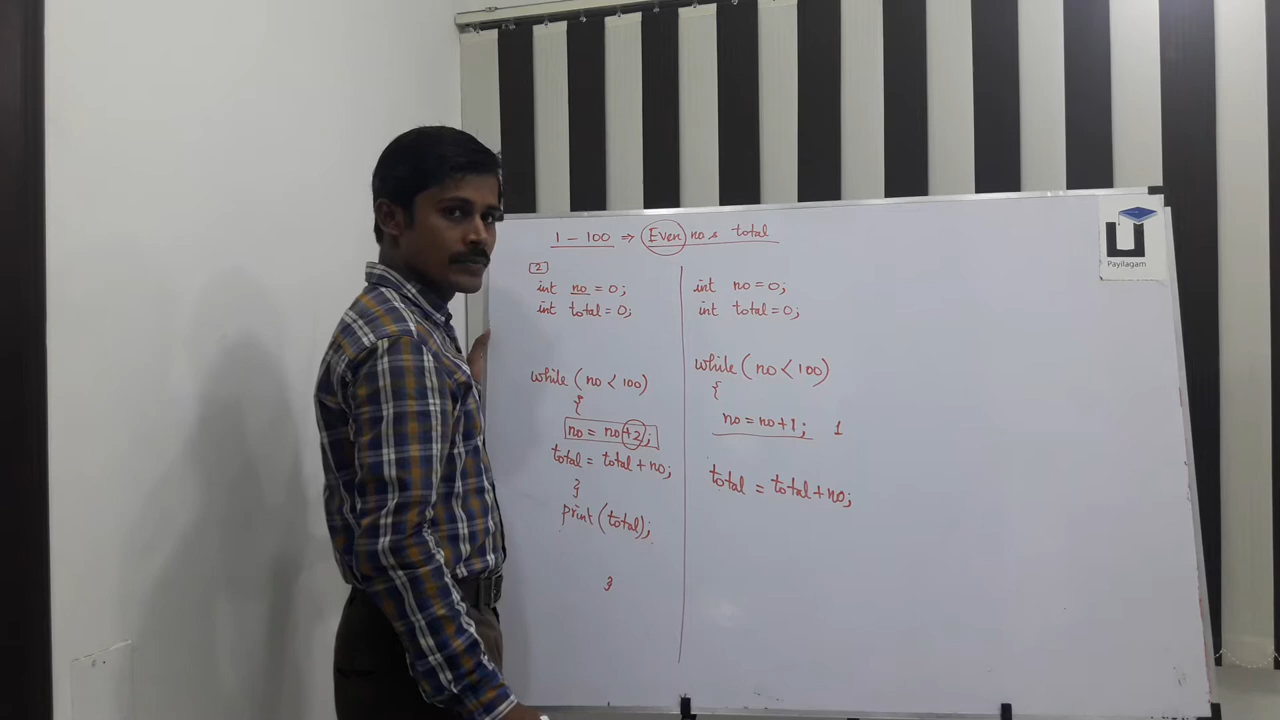 1 - 100 ⇒ Even no s total
2
int no = 0;
int total = 0;
while ( no < 100)
{
no = no+2;
total = total + no;
}
print (total);
}
int no = 0;
int total = 0;
while ( no < 100)
{
no = no+1; 1
total = total + no;
Payilagam